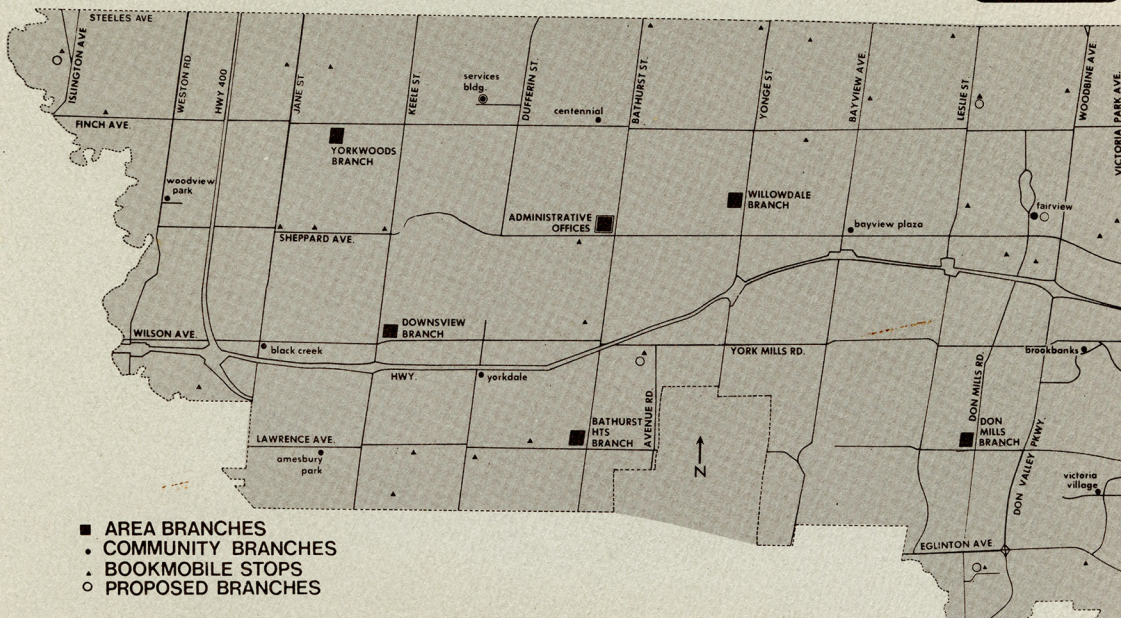 STEELES AVE
ISLINGTON AVE
WESTON RD.
HWY 400
JANE ST.
KEELE ST.
services
bldg.
DUFFERIN ST.
centennial
BATHURST ST.
YONGE ST
BAYVIEW AVE.
LESLIE ST.
WOODBINE AVE.
VICTORIA PARK AVE.
FINCH AVE.
YORKWOODS
BRANCH
woodview
park
WILLOWDALE
BRANCH
fairview
ADMINISTRATIVE
OFFICES
bayview plaza
SHEPPARD AVE.
WILSON AVE.
DOWNSVIEW
BRANCH
black creek
YORK MILLS RD.
brookbanks
HWY.
yorkdale
DON MILLS RD.
AVENUE RD.
BATHURST
HTS
BRANCH
DON
MILLS
BRANCH
LAWRENCE AVE.
amesbury
park
N
DON VALLEY PKWY.
victoria
village
EGLINTON AVE
AREA BRANCHES
COMMUNITY BRANCHES
BOOKMOBILE STOPS
PROPOSED BRANCHES